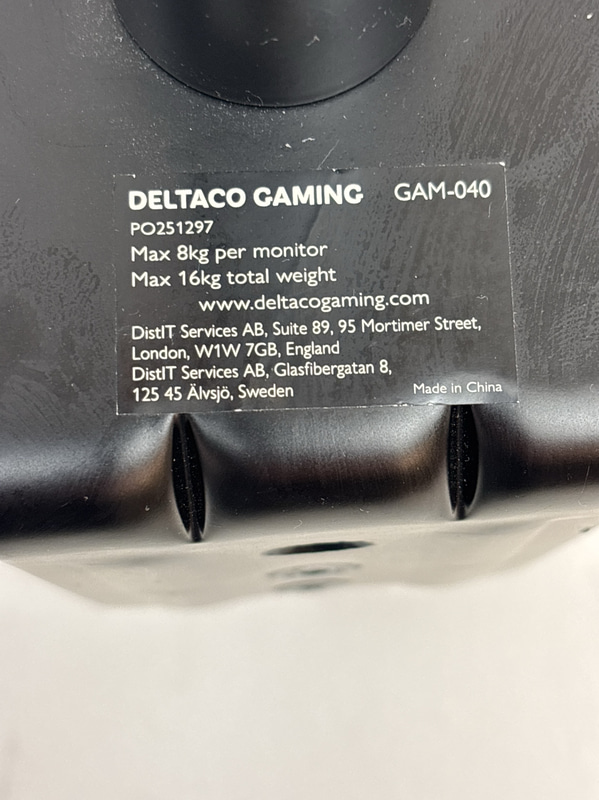 DELTACO GAMING GAM-040
PO251297
Max 8kg per monitor
Max 16kg total weight
www.deltacogaming.com
DistIT Services AB, Suite 89, 95 Mortimer Street,
London, W1W 7GB, England
DistIT Services AB, Glasfibergatan 8,
125 45 Älvsjö, Sweden Made in China